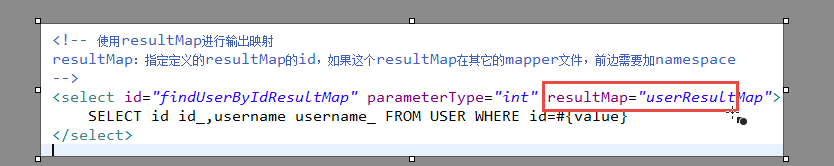 <!-- 使用resultMap进行输出映射
resultMap：指定定义的resultMap的id，如果这个resultMap在其它的mapper文件，前边需要加namespace
-->
<select id="findUserByIdResultMap" parameterType="int" resultMap="userResultMap">
SELECT id id_,username username_ FROM USER WHERE id=#{value}
</select>